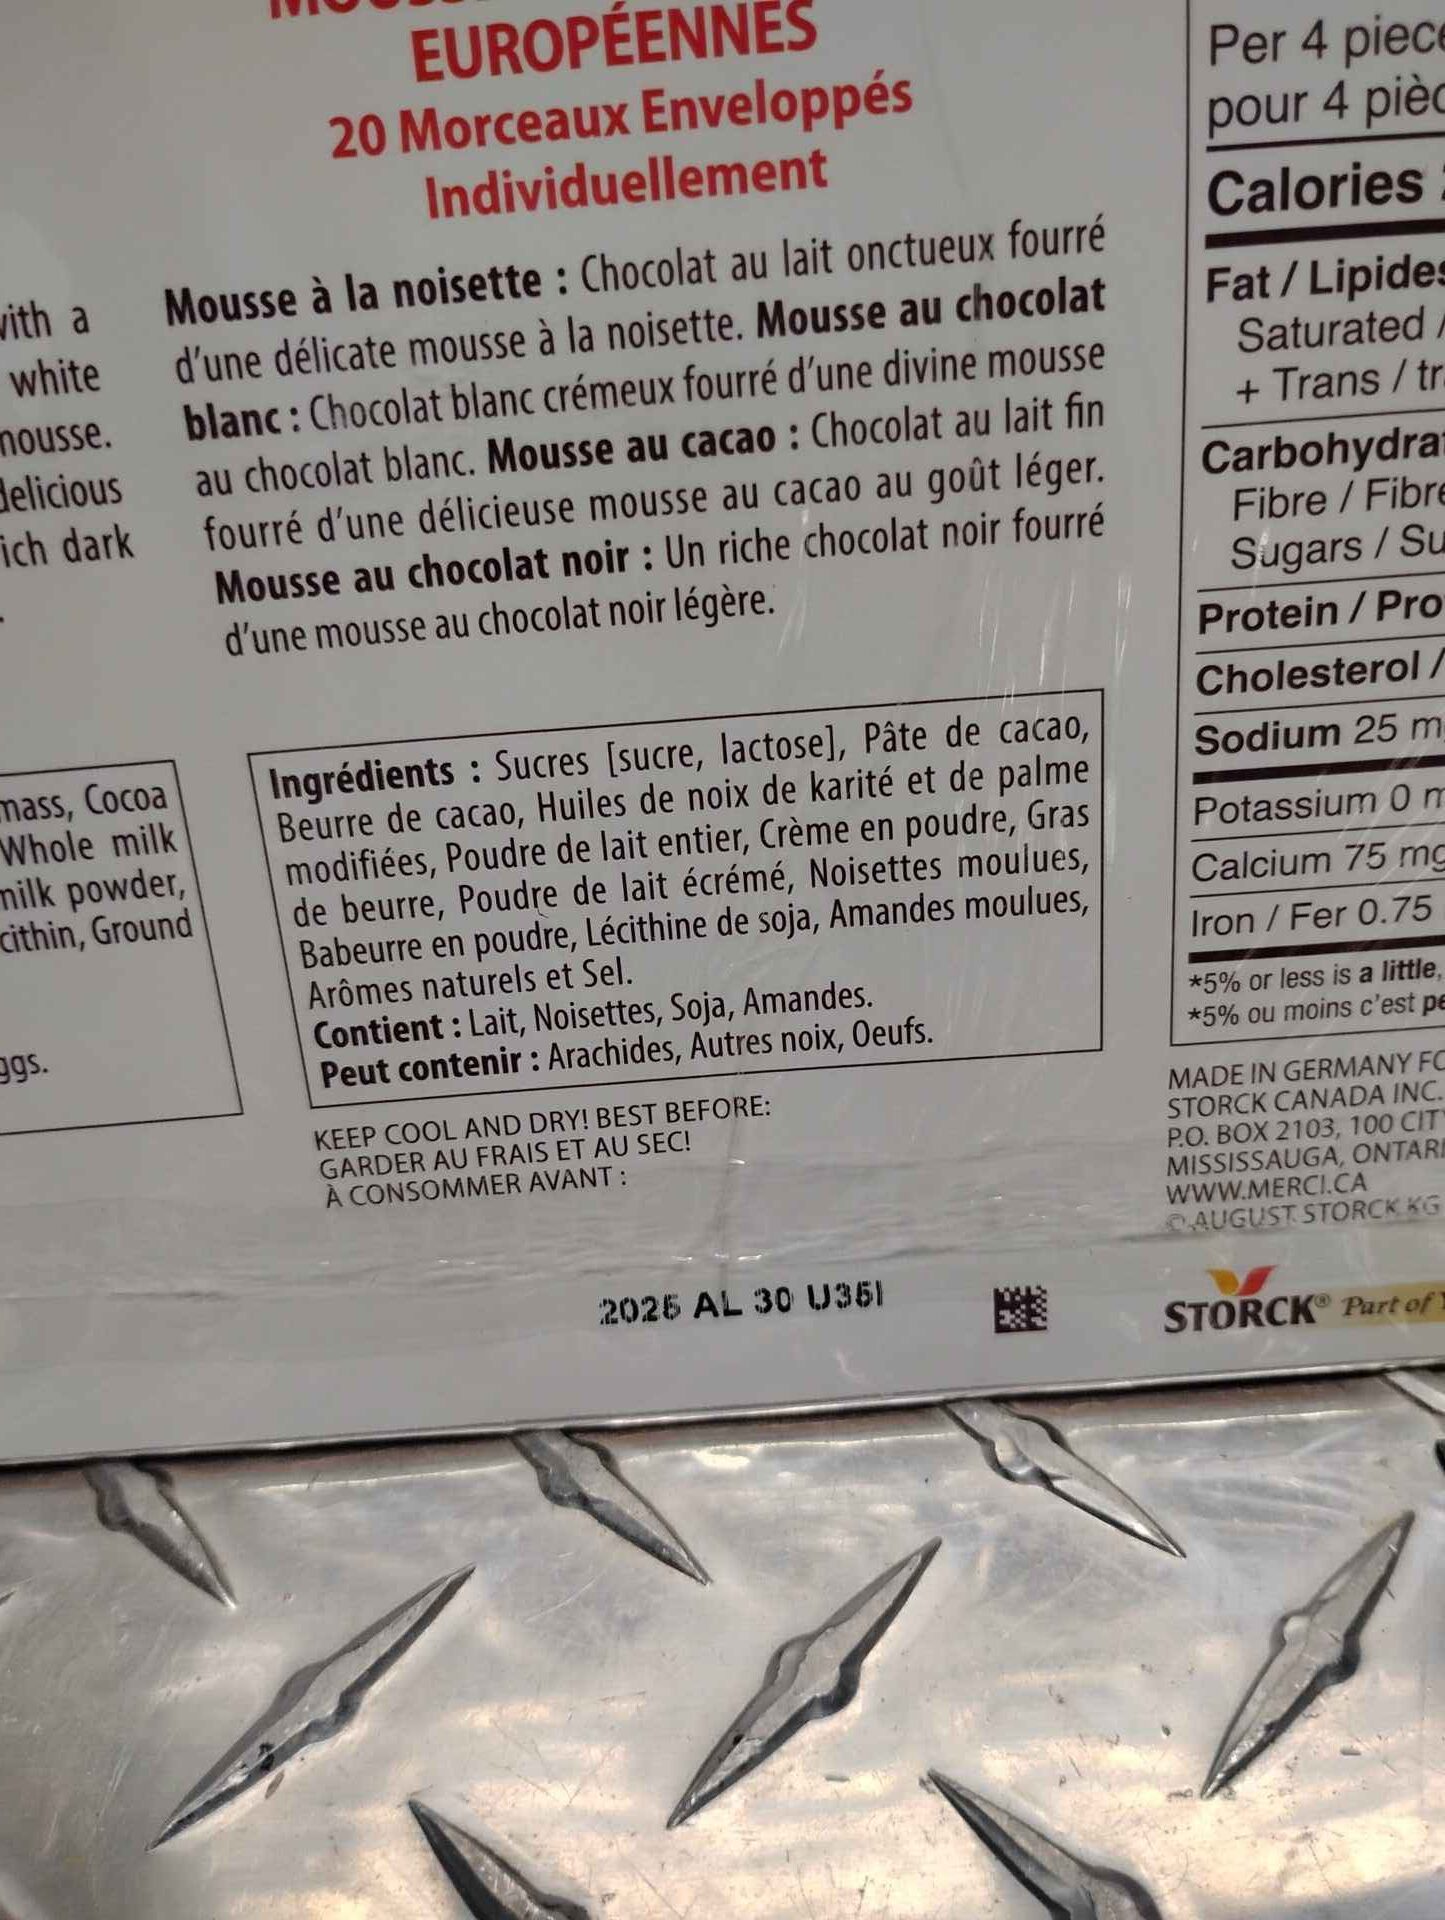 EUROPÉENNES
20 Morceaux Enveloppés
Individuellement
with a
white
mousse.
delicious
rich dark
Mousse à la noisette : Chocolat au lait onctueux fourré
d'une délicate mousse à la noisette. Mousse au chocolat
blanc : Chocolat blanc crémeux fourré d'une divine mousse
au chocolat blanc. Mousse au cacao : Chocolat au lait fin
fourré d'une délicieuse mousse au cacao au goût léger.
Mousse au chocolat noir : Un riche chocolat noir fourré
d'une mousse au chocolat noir légère.
mass, Cocoa
Whole milk
milk powder,
Ground
Ingrédients : Sucres [sucre, lactose], Pâte de cacao,
Beurre de cacao, Huiles de noix de karité et de palme
modifiées, Poudre de lait entier, Crème en poudre, Gras
de beurre, Poudre de lait écrémé, Noisettes moulues,
Babeurre en poudre, Lécithine de soja, Amandes moulues,
Arômes naturels et Sel.
Contient : Lait, Noisettes, Soja, Amandes.
Peut contenir : Arachides, Autres noix, Oeufs.
KEEP COOL AND DRY! BEST BEFORE:
GARDER AU FRAIS ET AU SEC!
À CONSOMMER AVANT :
AL 30
Per 4
pour 4
Calories
Fat / Lipides
Saturated /
+ Trans /
Fibre /
Sugars /
Protein /
Cholesterol /
Sodium 25
Potassium 0
Calcium 75 mg
Iron / Fer 0.75
*5% or less is a little,
*5% ou moins c'est
MADE IN GERMANY
STORCK CANADA INC.
P.O. BOX 2103, 100
MISSISSAUGA,
WWW.MERCI.CA
© AUGUST STORCK KG
STORCK® Part of